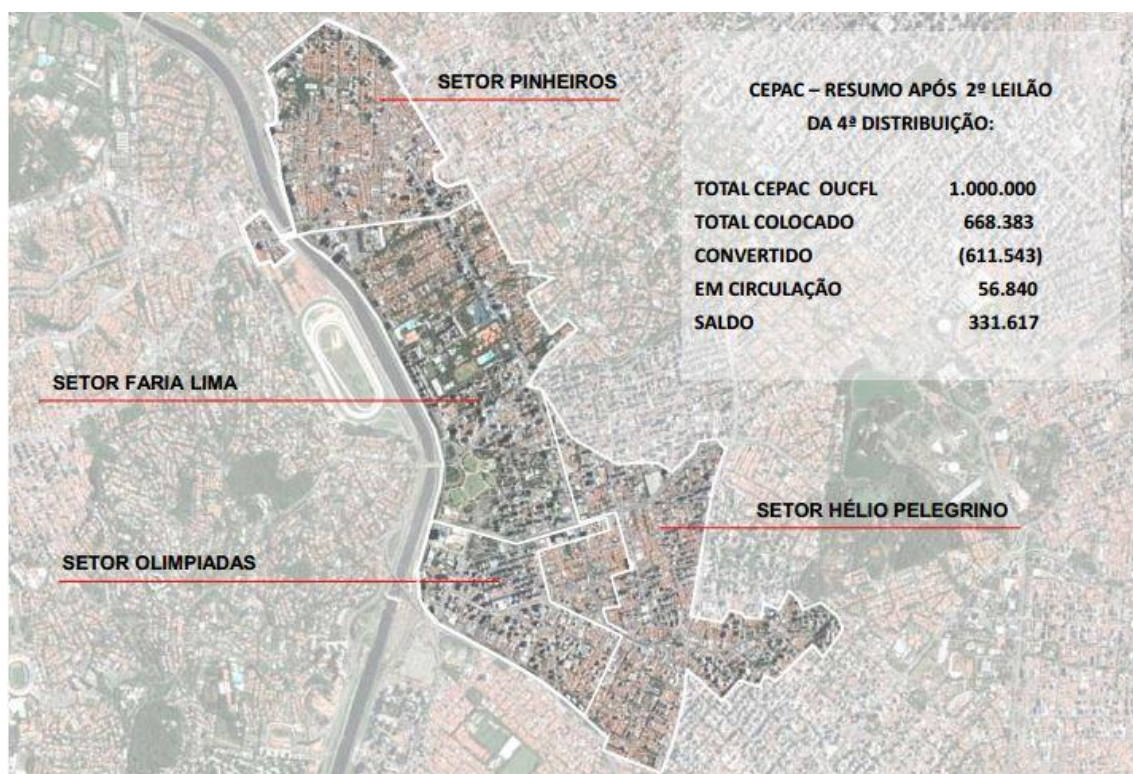 SETOR PINHEIROS
CEPAC – RESUMO APÓS 2º LEILÃO
DA 4ª DISTRIBUIÇÃO:
TOTAL CEPAC OUCFL 1.000.000
TOTAL COLOCADO 668.383
CONVERTIDO (611.543)
EM CIRCULAÇÃO 56.840
SALDO 331.617
SETOR FARIA LIMA
SETOR HÉLIO PELEGRINO
SETOR OLIMPIADAS